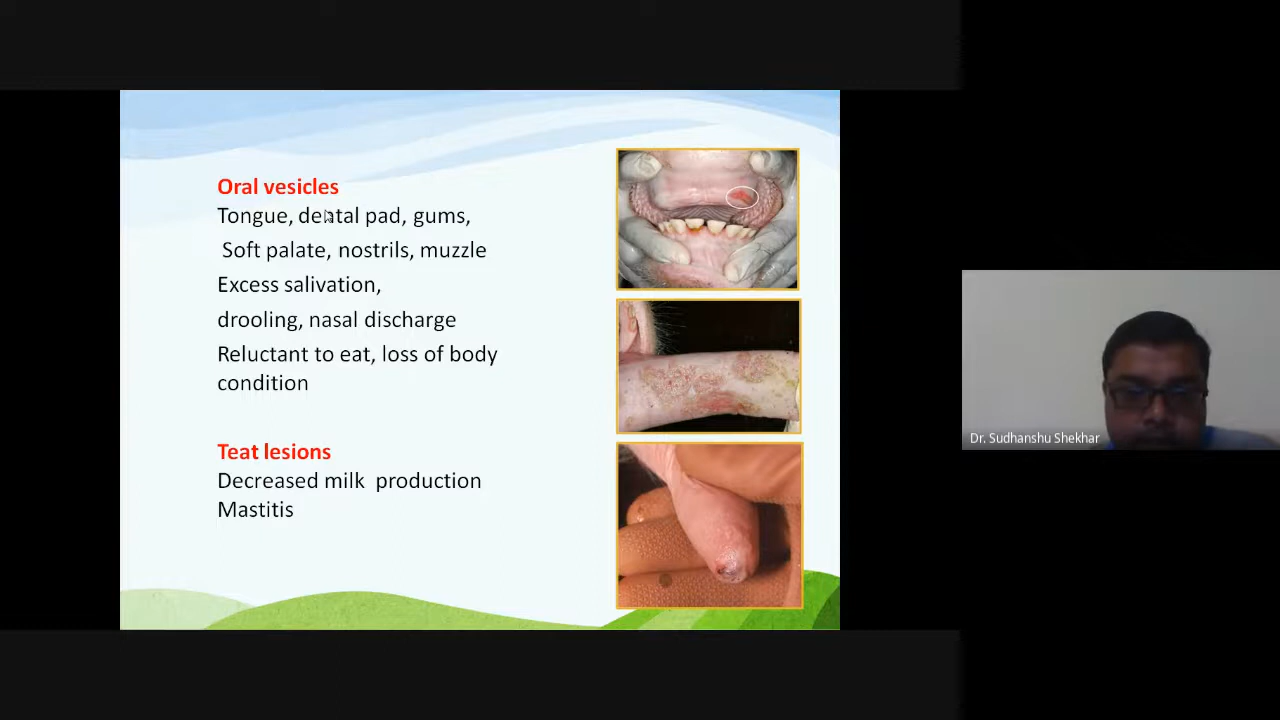 Oral vesicles
Tongue, dental pad, gums,
Soft palate, nostrils, muzzle
Excess salivation,
drooling, nasal discharge
Reluctant to eat, loss of body
condition
Teat lesions
Decreased milk production
Mastitis
Dr. Sudhanshu Shekhar